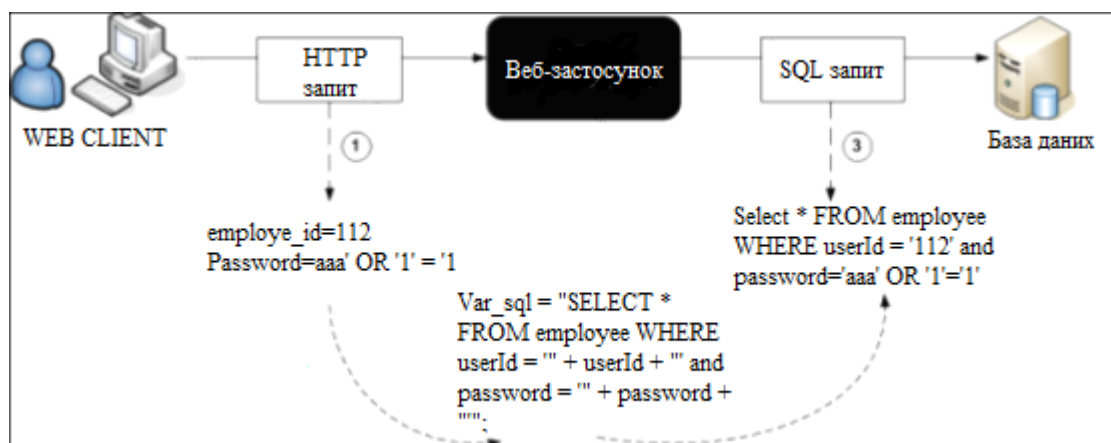 HTTP
запит
Веб-застосунок
SQL запит
WEB CLIENT
База даних
1
3
employe_id=112
Password=aaa' OR '1' = '1
Select * FROM employee
WHERE userId = '112' and
password='aaa' OR '1'='1'
Var_sql = "SELECT *
FROM employee WHERE
userId = '" + userId + "' and
password = '" + password +
"'";